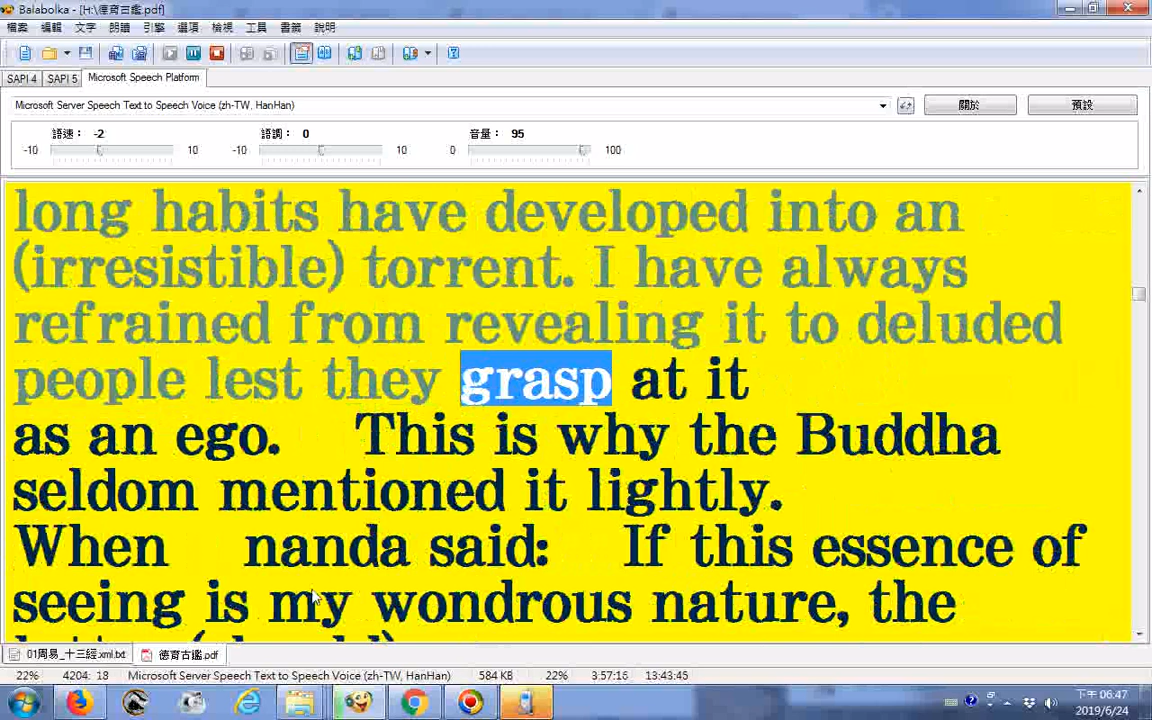 Balabolka - [H:\德育古鑑.pdf]
檔案 編輯 文字 朗讀 引擎 選項 檢視 工具 書籤 說明
SAPI 4 SAPI 5 Microsoft Speech Platform
Microsoft Server Speech Text to Speech Voice (zh-TW, HanHan) 關於 預設
語速： -2 語調： 0 音量： 95
-10 10 -10 10 0 100
long habits have developed into an
(irresistible) torrent. I have always
refrained from revealing it to deluded
people lest they grasp at it
as an ego. This is why the Buddha
seldom mentioned it lightly.
When nanda said: If this essence of
seeing is my wondrous nature, the
01周易_十三經.xml.txt 德育古鑑.pdf
22% 4204: 18 Microsoft Server Speech Text to Speech Voice (zh-TW, HanHan) 584 KB 22% 3:57:16 13:43:45
下午 06:47
2019/6/24